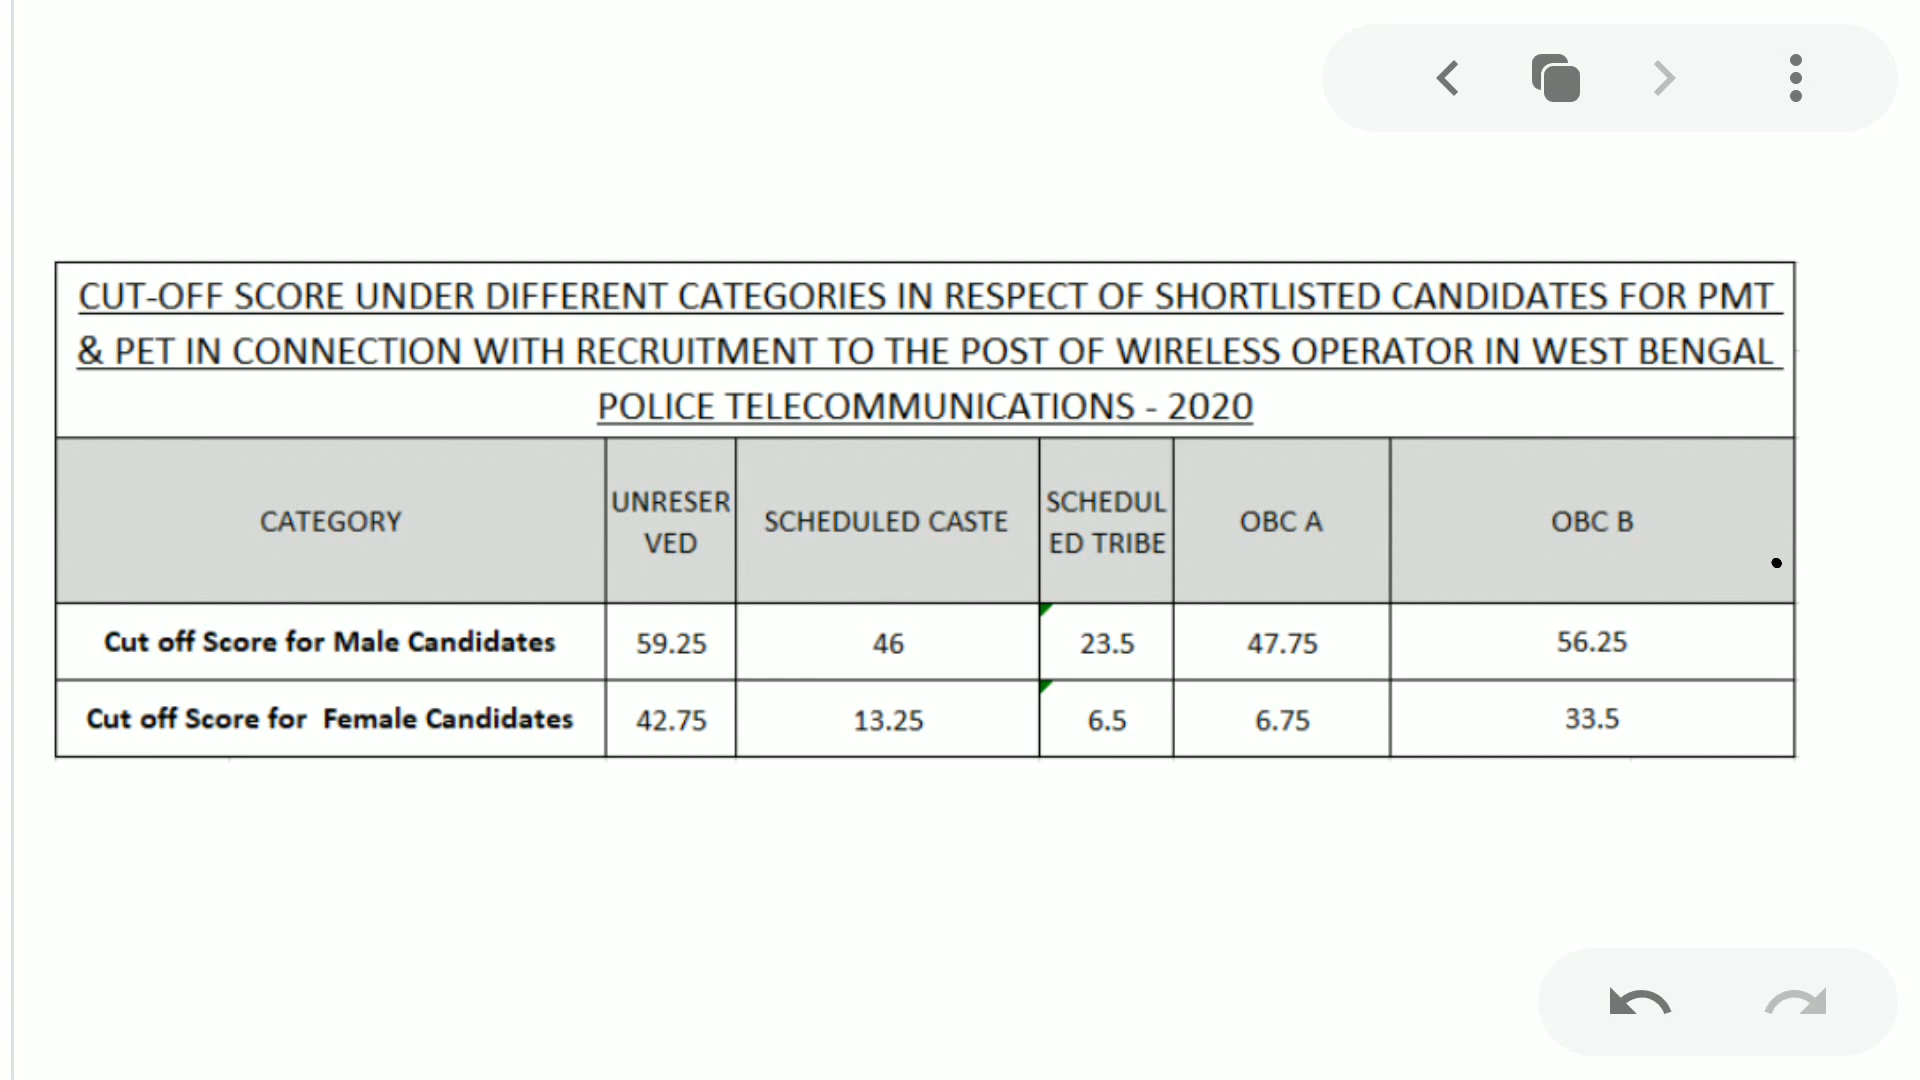 CUT-OFF SCORE UNDER DIFFERENT CATEGORIES IN RESPECT OF SHORTLISTED CANDIDATES FOR PMT
& PET IN CONNECTION WITH RECRUITMENT TO THE POST OF WIRELESS OPERATOR IN WEST BENGAL
POLICE TELECOMMUNICATIONS - 2020
CATEGORY UNRESER VED SCHEDULED CASTE SCHEDUL ED TRIBE OBC A OBC B
Cut off Score for Male Candidates 59.25 46 23.5 47.75 56.25
Cut off Score for Female Candidates 42.75 13.25 6.5 6.75 33.5